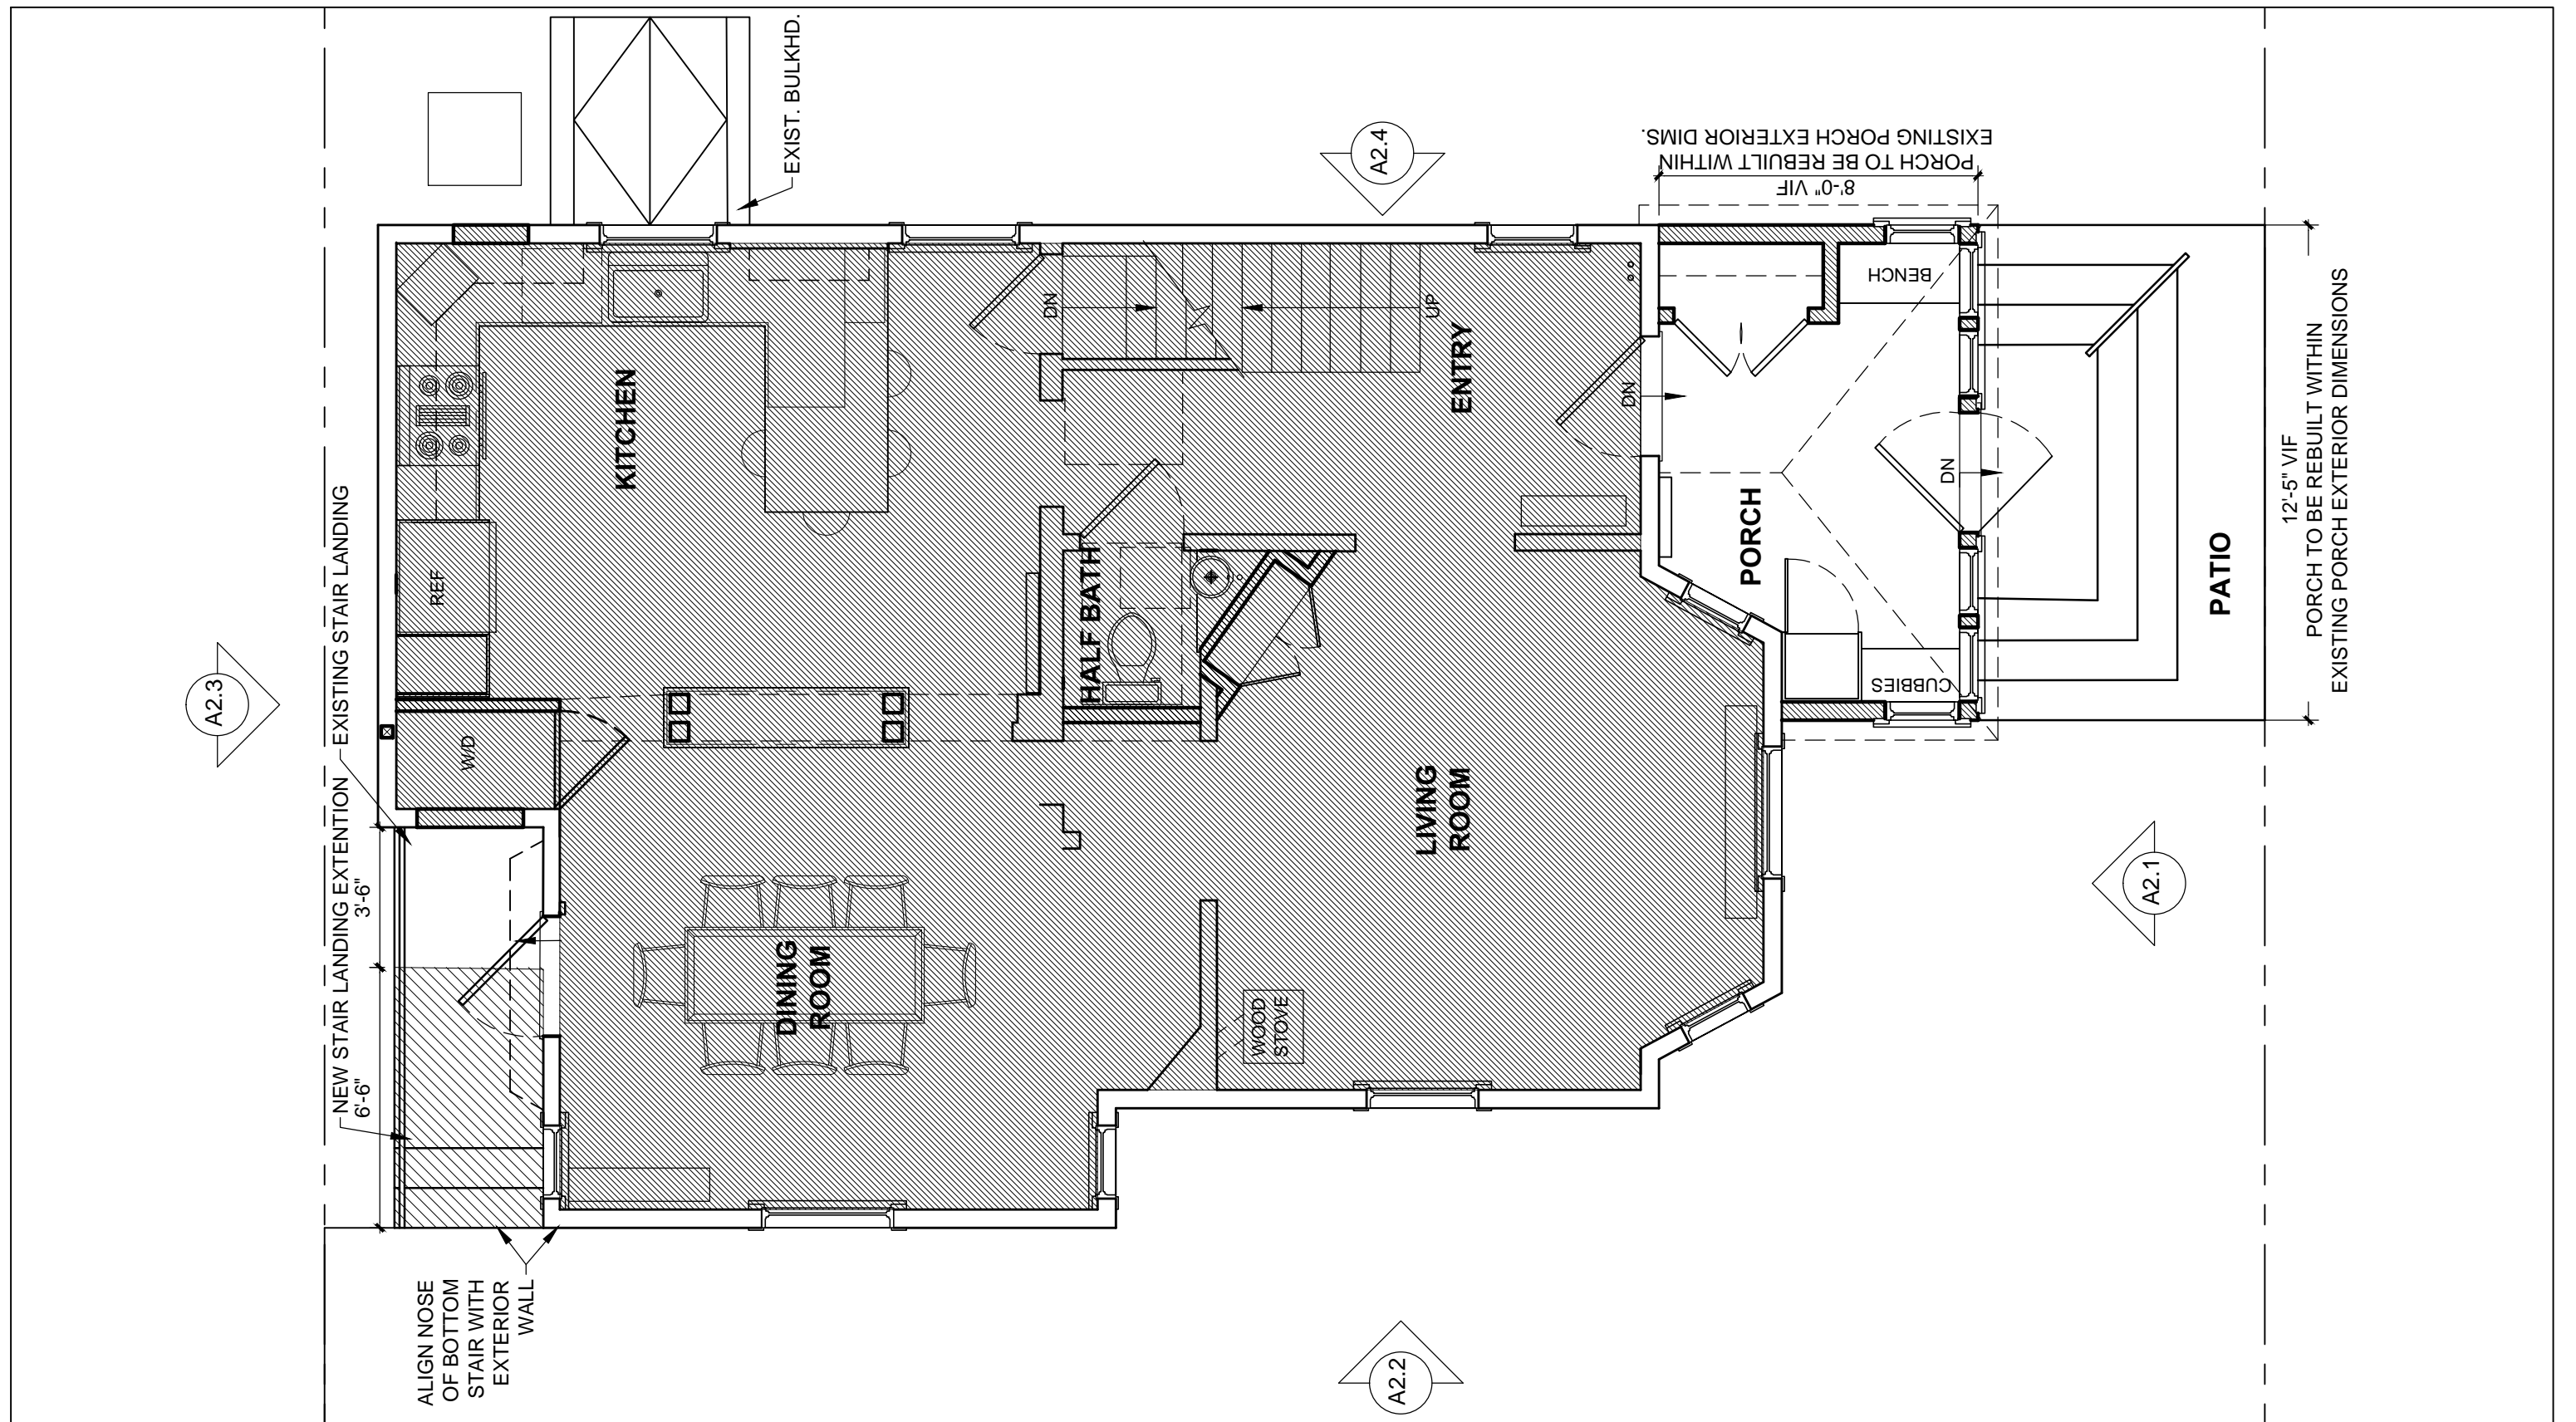 EXIST. BULKHD.
A2.4
PORCH TO BE REBUILT WITHIN
EXISTING PORCH EXTERIOR DIMS.
8'-0" VIF
A2.3
EXISTING STAIR LANDING
NEW STAIR LANDING EXTENTION
3'-6"
6'-6"
KITCHEN
REF
W/D
DN
UP
ENTRY
DN
BENCH
PORCH
DN
CUBBIES
PATIO
12'-5" VIF
PORCH TO BE REBUILT WITHIN
EXISTING PORCH EXTERIOR DIMENSIONS
HALF BATH
LIVING
ROOM
DINING
ROOM
WOOD
STOVE
A2.1
ALIGN NOSE
OF BOTTOM
STAIR WITH
EXTERIOR
WALL
A2.2